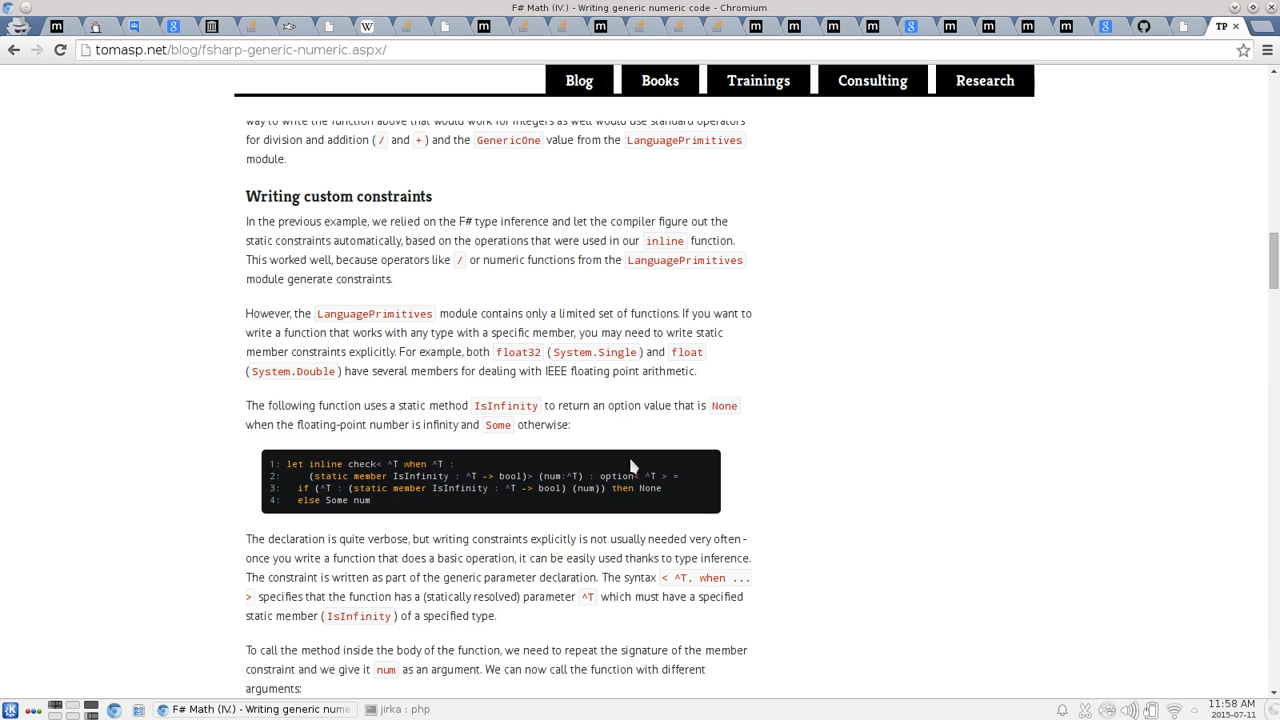 F# Math (IV.) - Writing generic numeric code - Chromium
TP
tomasp.net/blog/fsharp-generic-numeric.aspx/
Blog
Books
Trainings
Consulting
Research
way to write the function above that would work for integers as well would use standard operators
for division and addition ( / and + ) and the GenericOne value from the LanguagePrimitives
module.
Writing custom constraints
In the previous example, we relied on the F# type inference and let the compiler figure out the
static constraints automatically, based on the operations that were used in our inline function.
This worked well, because operators like / or numeric functions from the LanguagePrimitives
module generate constraints.
However, the LanguagePrimitives module contains only a limited set of functions. If you want to
write a function that works with any type with a specific member, you may need to write static
member constraints explicitly. For example, both float32 ( System.Single ) and float
( System.Double ) have several members for dealing with IEEE floating point arithmetic.
The following function uses a static method IsInfinity to return an option value that is None
when the floating-point number is infinity and Some otherwise:
1: let inline check< ^T when ^T :
2: (static member IsInfinity : ^T -> bool)> (num:^T) : option< ^T > =
3: if (^T : (static member IsInfinity : ^T -> bool) (num)) then None
4: else Some num
The declaration is quite verbose, but writing constraints explicitly is not usually needed very often -
once you write a function that does a basic operation, it can be easily used thanks to type inference.
The constraint is written as part of the generic parameter declaration. The syntax < ^T, when ...
> specifies that the function has a (statically resolved) parameter ^T which must have a specified
static member ( IsInfinity ) of a specified type.
To call the method inside the body of the function, we need to repeat the signature of the member
constraint and we give it num as an argument. We can now call the function with different
arguments:
F# Math (IV.) - Writing generic nume
jirka : php
11:58 AM
2015-07-11